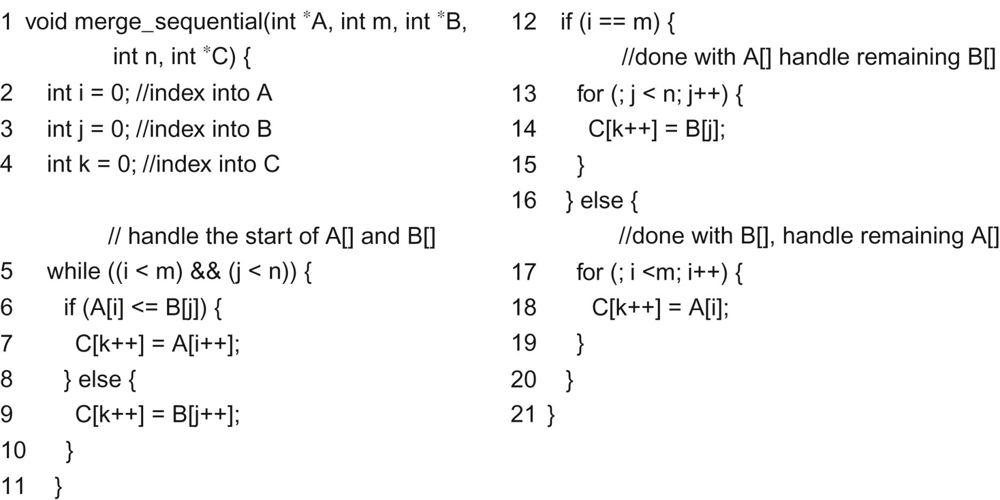 1 void merge_sequential(int *A, int m, int *B,
int n, int *C) {
2 int i = 0; //index into A
3 int j = 0; //index into B
4 int k = 0; //index into C
// handle the start of A[] and B[]
5 while ((i < m) && (j < n)) {
6 if (A[i] <= B[j]) {
7 C[k++] = A[i++];
8 } else {
9 C[k++] = B[j++];
10 }
11 }
12 if (i == m) {
//done with A[] handle remaining B[]
13 for (; j < n; j++) {
14 C[k++] = B[j];
15 }
16 } else {
//done with B[], handle remaining A[]
17 for (; i <m; i++) {
18 C[k++] = A[i];
19 }
20 }
21 }